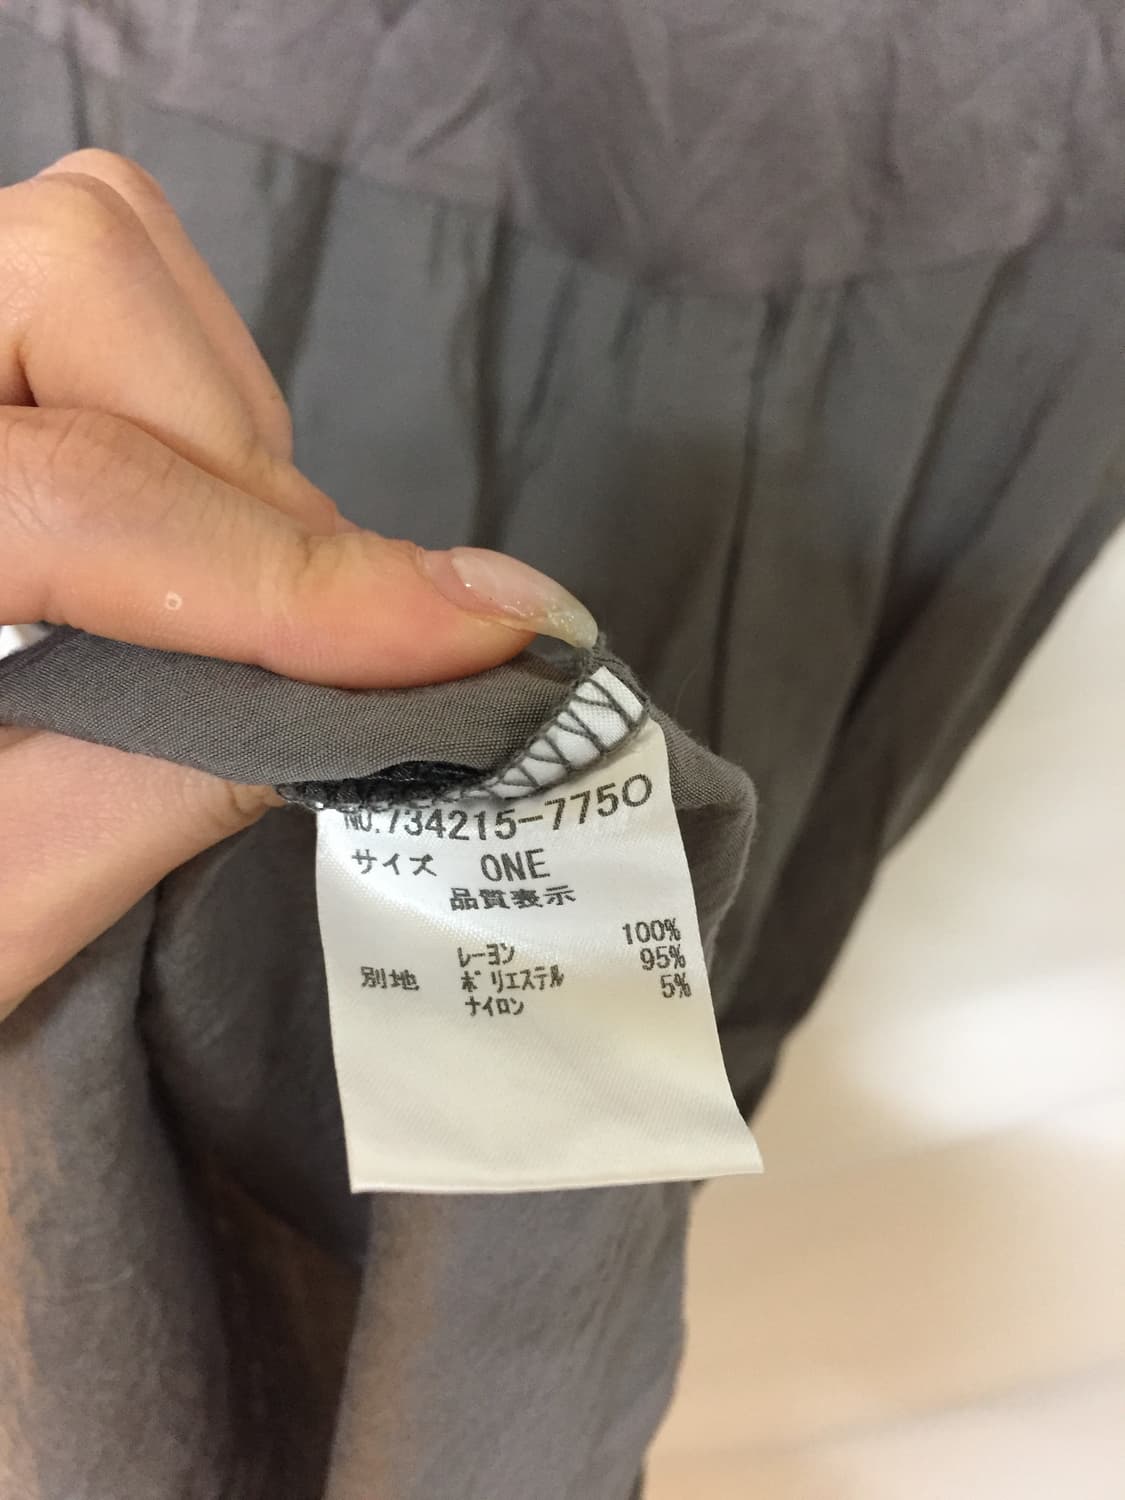 NO.734215-7750
サイズ ONE
品質表示
レーヨン 100%
別地 ポリエステル 95%
ナイロン 5%